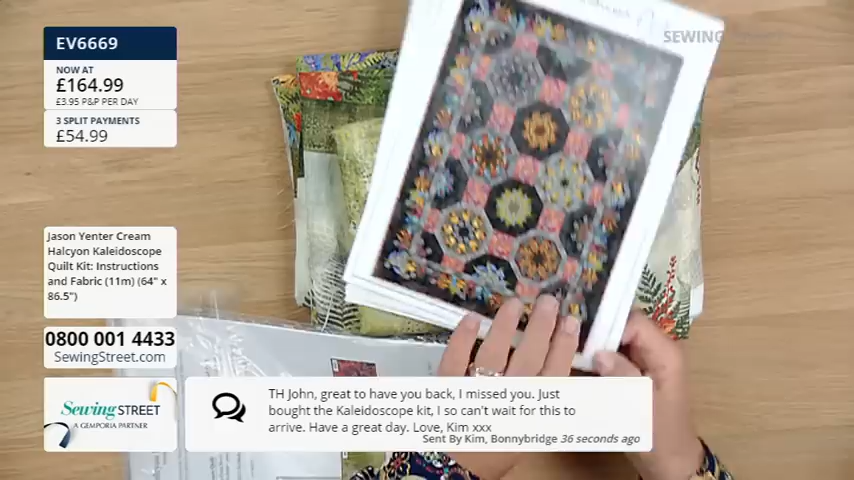 EV6669
NOW AT
£164.99
£3.95 P&P PER DAY
3 SPLIT PAYMENTS
£54.99
SEWING
Jason Yenter Cream
Halcyon Kaleidoscope
Quilt Kit: Instructions
and Fabric (11m) (64" x
86.5")
0800 001 4433
SewingStreet.com
Sewing STREET
A GEMPORIA PARTNER
TH John, great to have you back, I missed you. Just
bought the Kaleidoscope kit, I so can't wait for this to
arrive. Have a great day. Love, Kim xxx
Sent By Kim, Bonnybridge 36 seconds ago